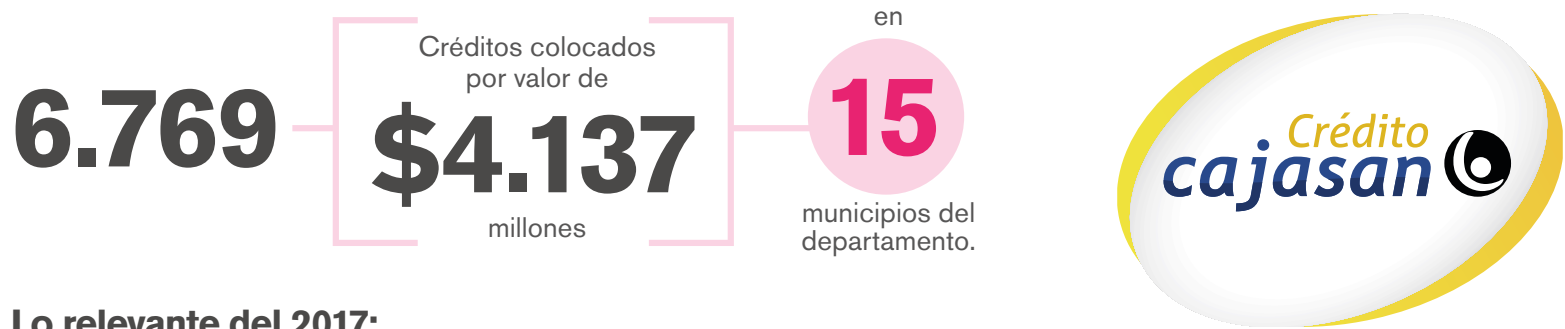 6.769
Créditos colocados
por valor de
$4.137
millones
en
15
municipios del
departamento.
Crédito
cajasan
Lo relevante del 2017: